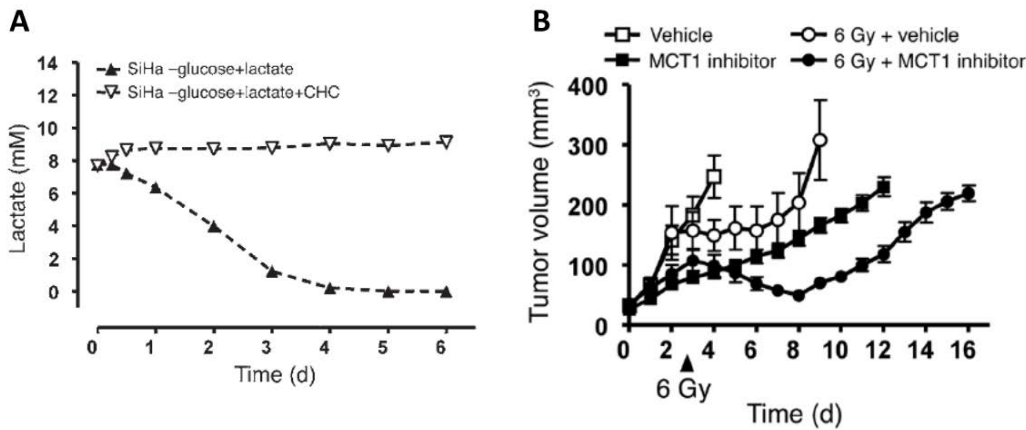 A
SiHa –glucose+lactate
SiHa –glucose+lactate+CHC
14
12
10
8
6
4
2
0
Lactate (mM)
0 1 2 3 4 5 6
Time (d)
B
Vehicle 6 Gy + vehicle
MCT1 inhibitor 6 Gy + MCT1 inhibitor
400
300
200
100
0
Tumor volume (mm³)
0 2 4 6 8 10 12 14 16
6 Gy
Time (d)